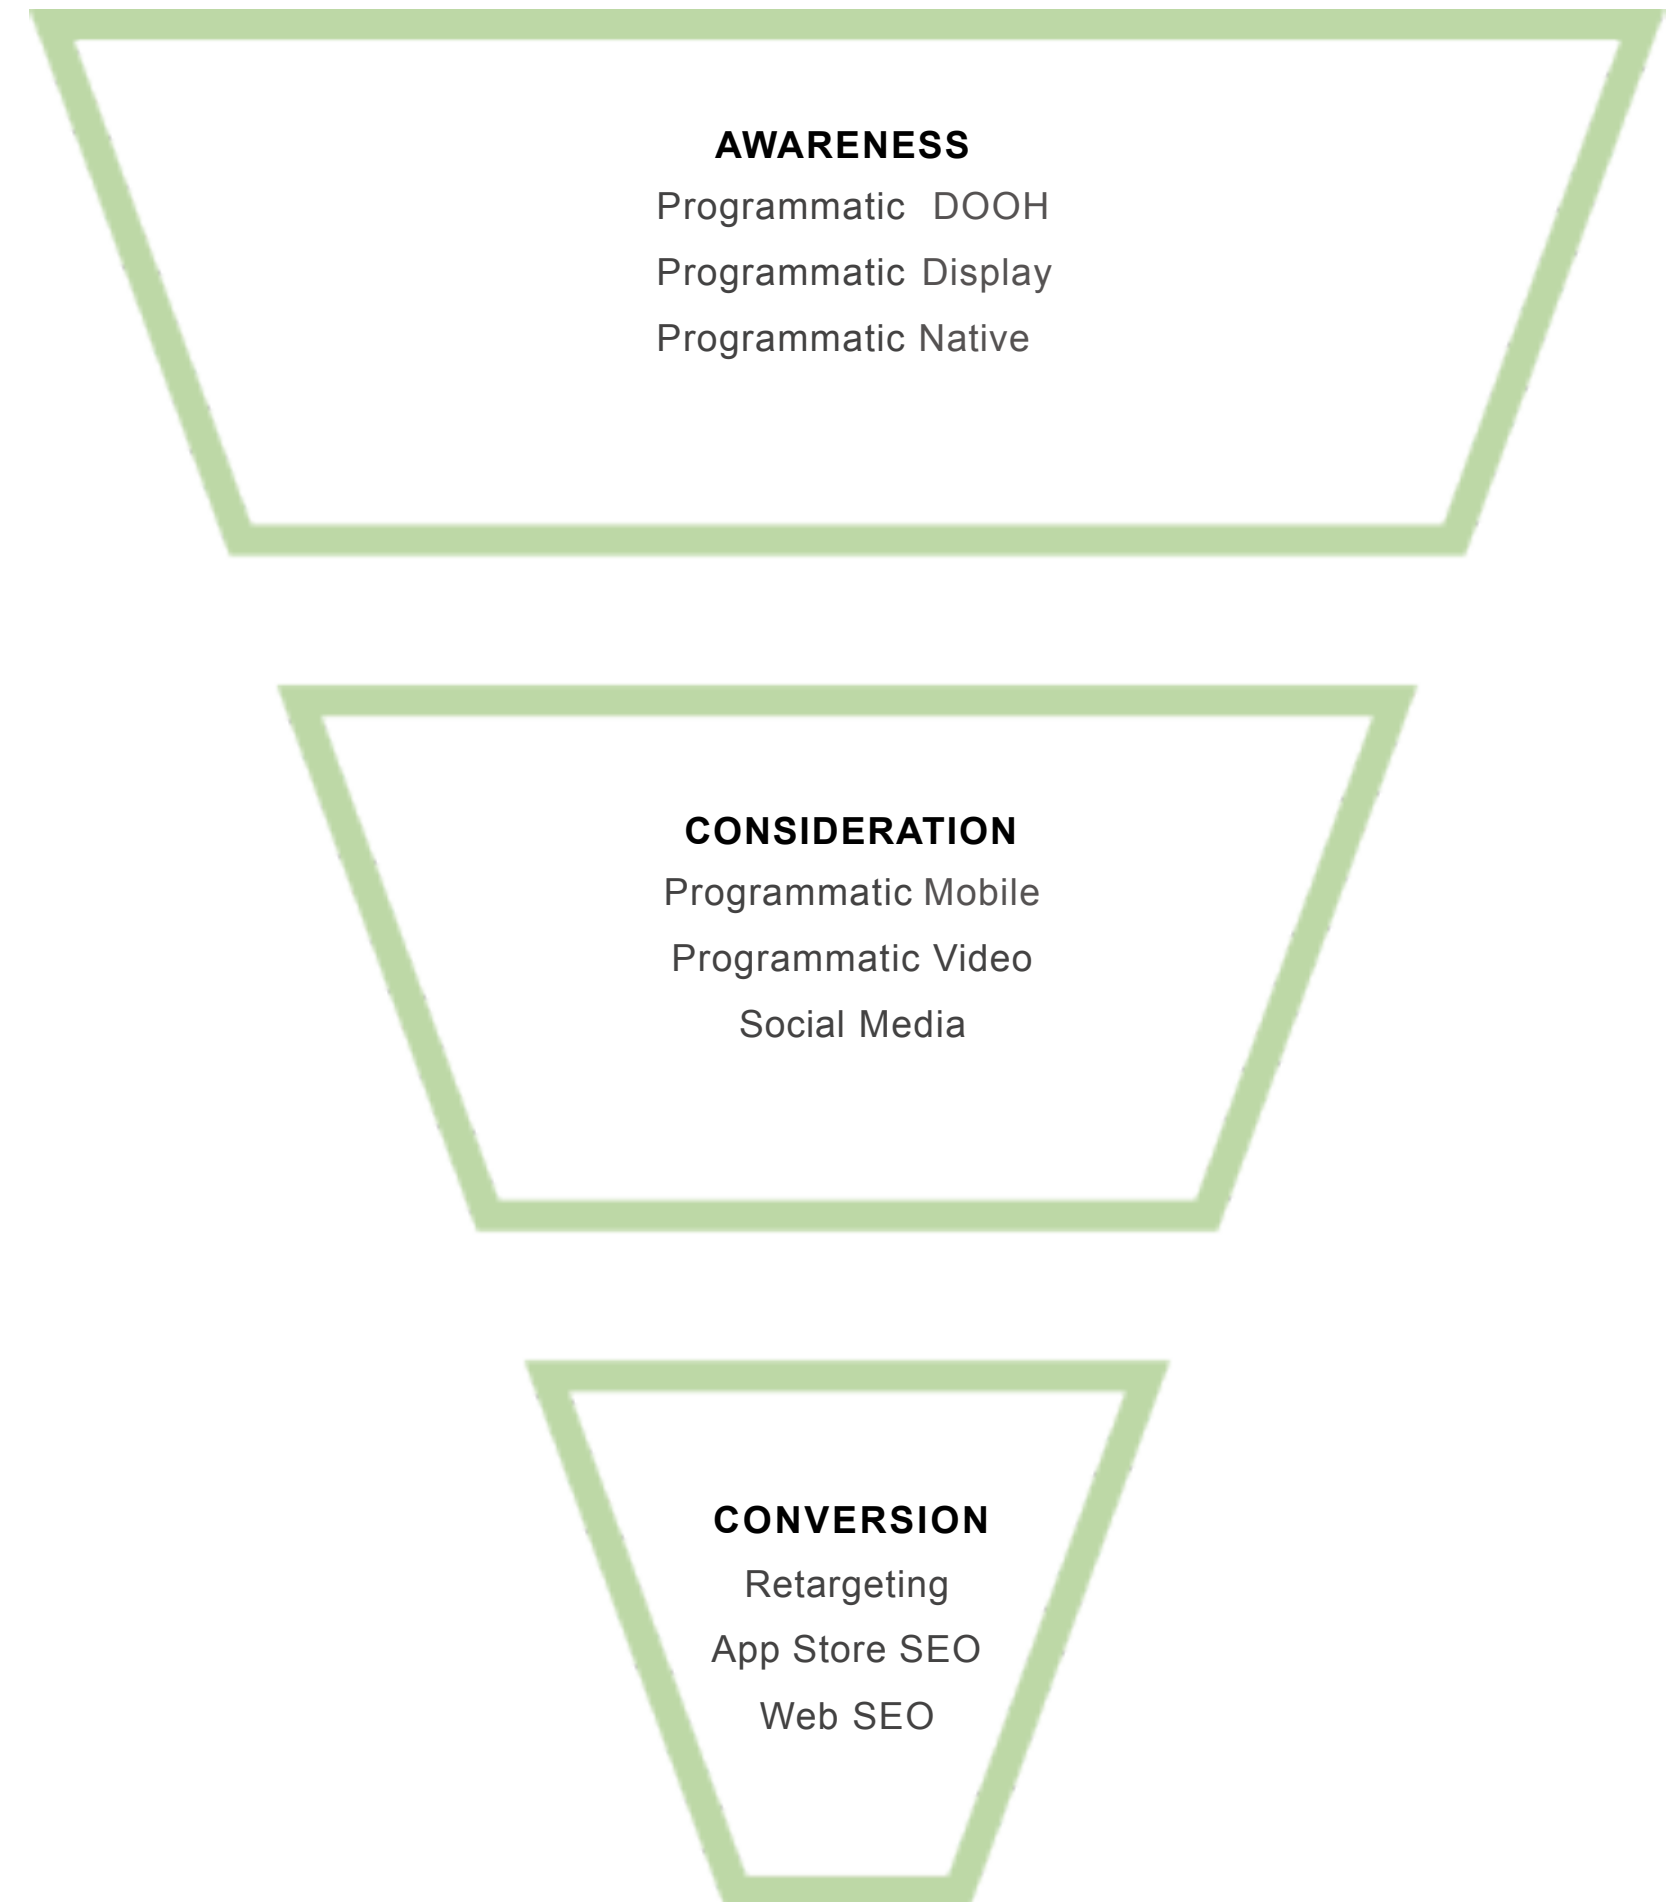 AWARENESS
Programmatic DOOH
Programmatic Display
Programmatic Native
CONSIDERATION
Programmatic Mobile
Programmatic Video
Social Media
CONVERSION
Retargeting
App Store SEO
Web SEO